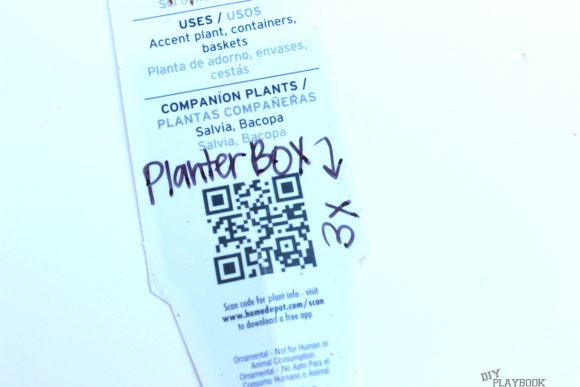 USES / USOS
Accent plant, containers,
baskets
Planta de adorno, envases,
cestás
COMPANION PLANTS /
PLANTAS COMPAÑERAS
Salvia, Bacopa
Salvia, Bacopa
Planter BOX
3X
Scan code for plant info - visit
www.homedepot.com/scan
to download a free app
Ornamental - Not for Human or
Animal Consumption
Ornamental - No Apto Para el
Consumo Humano o Animal
DIY
PLAYBOOK